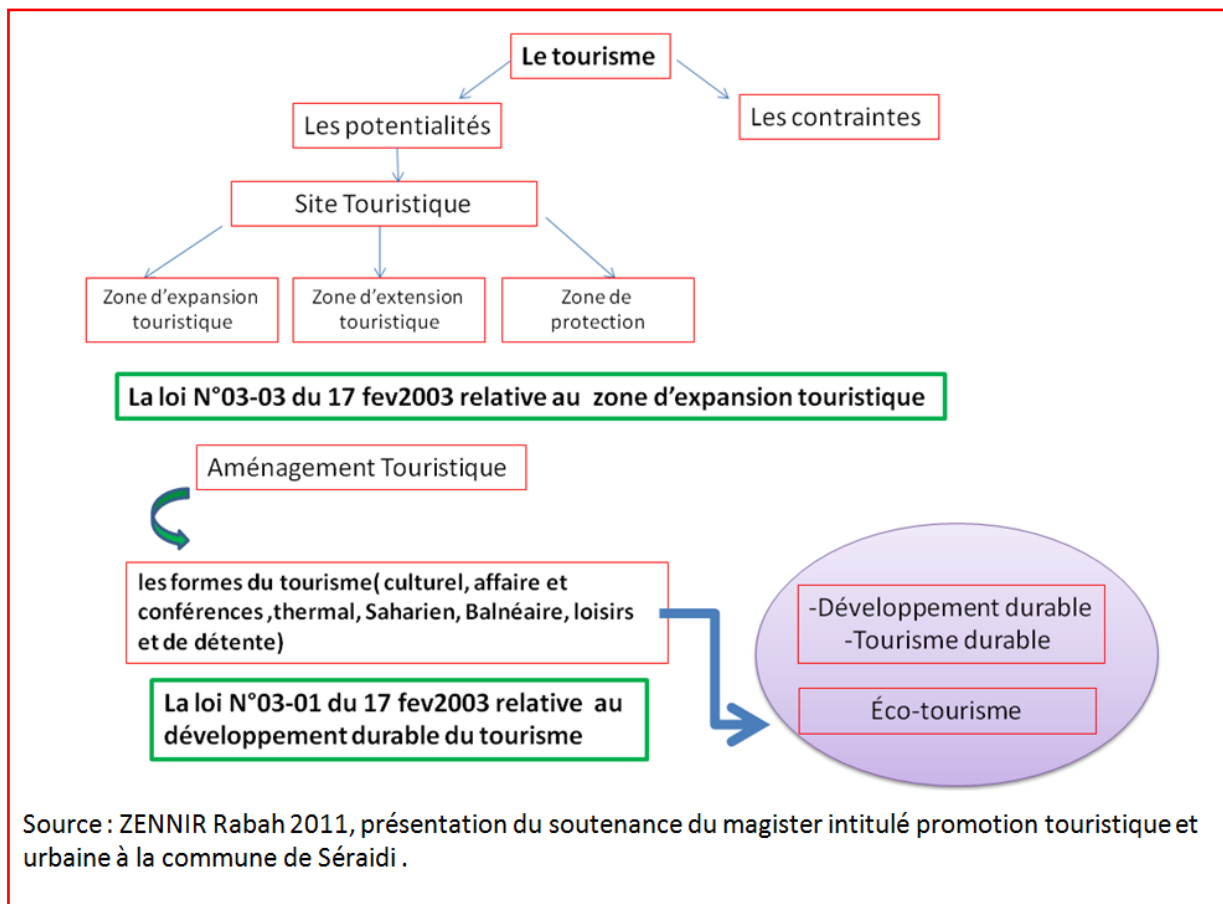 Le tourisme
Les potentialités
Les contraintes
Site Touristique
Zone d'expansion
touristique
Zone d'extension
touristique
Zone de
protection
La loi N°03-03 du 17 fev2003 relative au zone d'expansion touristique
Aménagement Touristique
les formes du tourisme( culturel, affaire et
conférences ,thermal, Saharien, Balnéaire, loisirs
et de détente)
-Développement durable
-Tourisme durable
Éco-tourisme
La loi N°03-01 du 17 fev2003 relative au
développement durable du tourisme
Source : ZENNIR Rabah 2011, présentation du soutenance du magister intitulé promotion touristique et
urbaine à la commune de Séraidi .